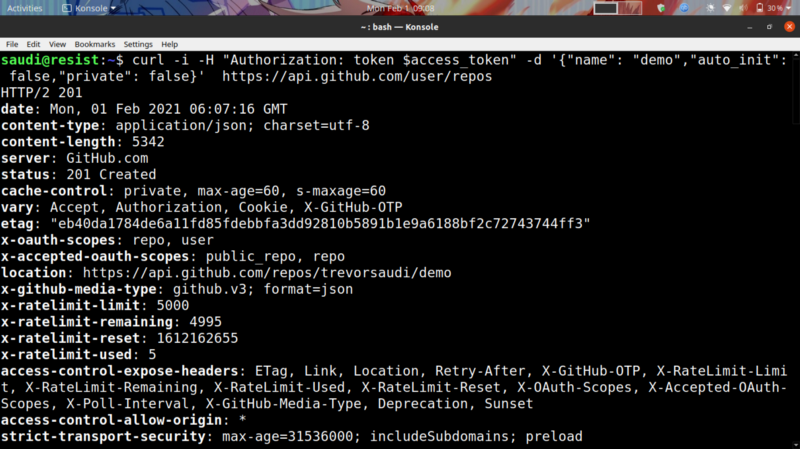 Activities Konsole Mon Feb 1 09:08 30 %
~ : bash — Konsole
File Edit View Bookmarks Settings Help
saudi@resist:~$ curl -i -H "Authorization: token $access_token" -d '{"name": "demo","auto_init":
false,"private": false}' https://api.github.com/user/repos
HTTP/2 201
date: Mon, 01 Feb 2021 06:07:16 GMT
content-type: application/json; charset=utf-8
content-length: 5342
server: GitHub.com
status: 201 Created
cache-control: private, max-age=60, s-maxage=60
vary: Accept, Authorization, Cookie, X-GitHub-OTP
etag: "eb40da1784de6a11fd85fdebbfa3dd92810b5891b1e9a6188bf2c72743744ff3"
x-oauth-scopes: repo, user
x-accepted-oauth-scopes: public_repo, repo
location: https://api.github.com/repos/trevorsaudi/demo
x-github-media-type: github.v3; format=json
x-ratelimit-limit: 5000
x-ratelimit-remaining: 4995
x-ratelimit-reset: 1612162655
x-ratelimit-used: 5
access-control-expose-headers: ETag, Link, Location, Retry-After, X-GitHub-OTP, X-RateLimit-Limi
t, X-RateLimit-Remaining, X-RateLimit-Used, X-RateLimit-Reset, X-OAuth-Scopes, X-Accepted-OAuth-
Scopes, X-Poll-Interval, X-GitHub-Media-Type, Deprecation, Sunset
access-control-allow-origin: *
strict-transport-security: max-age=31536000; includeSubdomains; preload